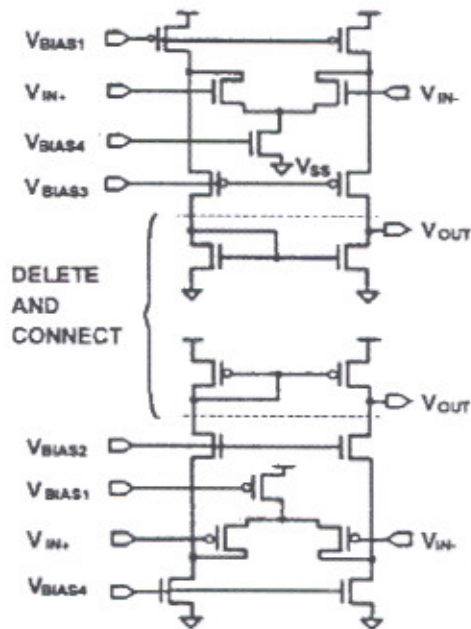 VBIAS1
VIN+
VIN-
VBIAS4
VSS
VBIAS3
VOUT
DELETE
AND
CONNECT
VOUT
VBIAS2
VBIAS1
VIN+
VIN-
VBIAS4